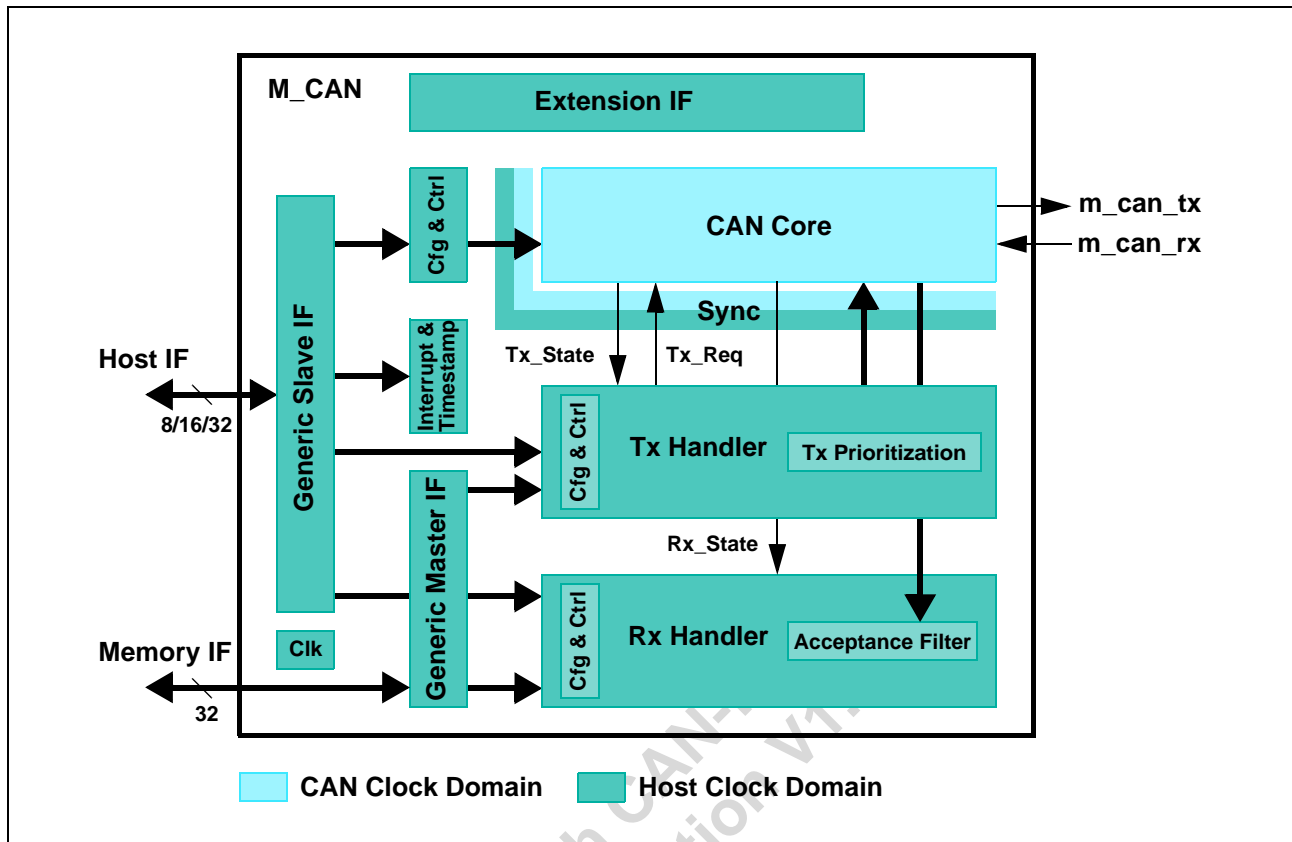 M_CAN
Extension IF
Cfg & Ctrl
CAN Core
m_can_tx
m_can_rx
Sync
Generic Slave IF
Interrupt &
Timestamp
Tx_State
Tx_Req
Host IF
8/16/32
Cfg & Ctrl
Tx Handler
Tx Prioritization
Generic Master IF
Rx_State
Clk
Cfg & Ctrl
Rx Handler
Acceptance Filter
Memory IF
32
CAN Clock Domain
Host Clock Domain